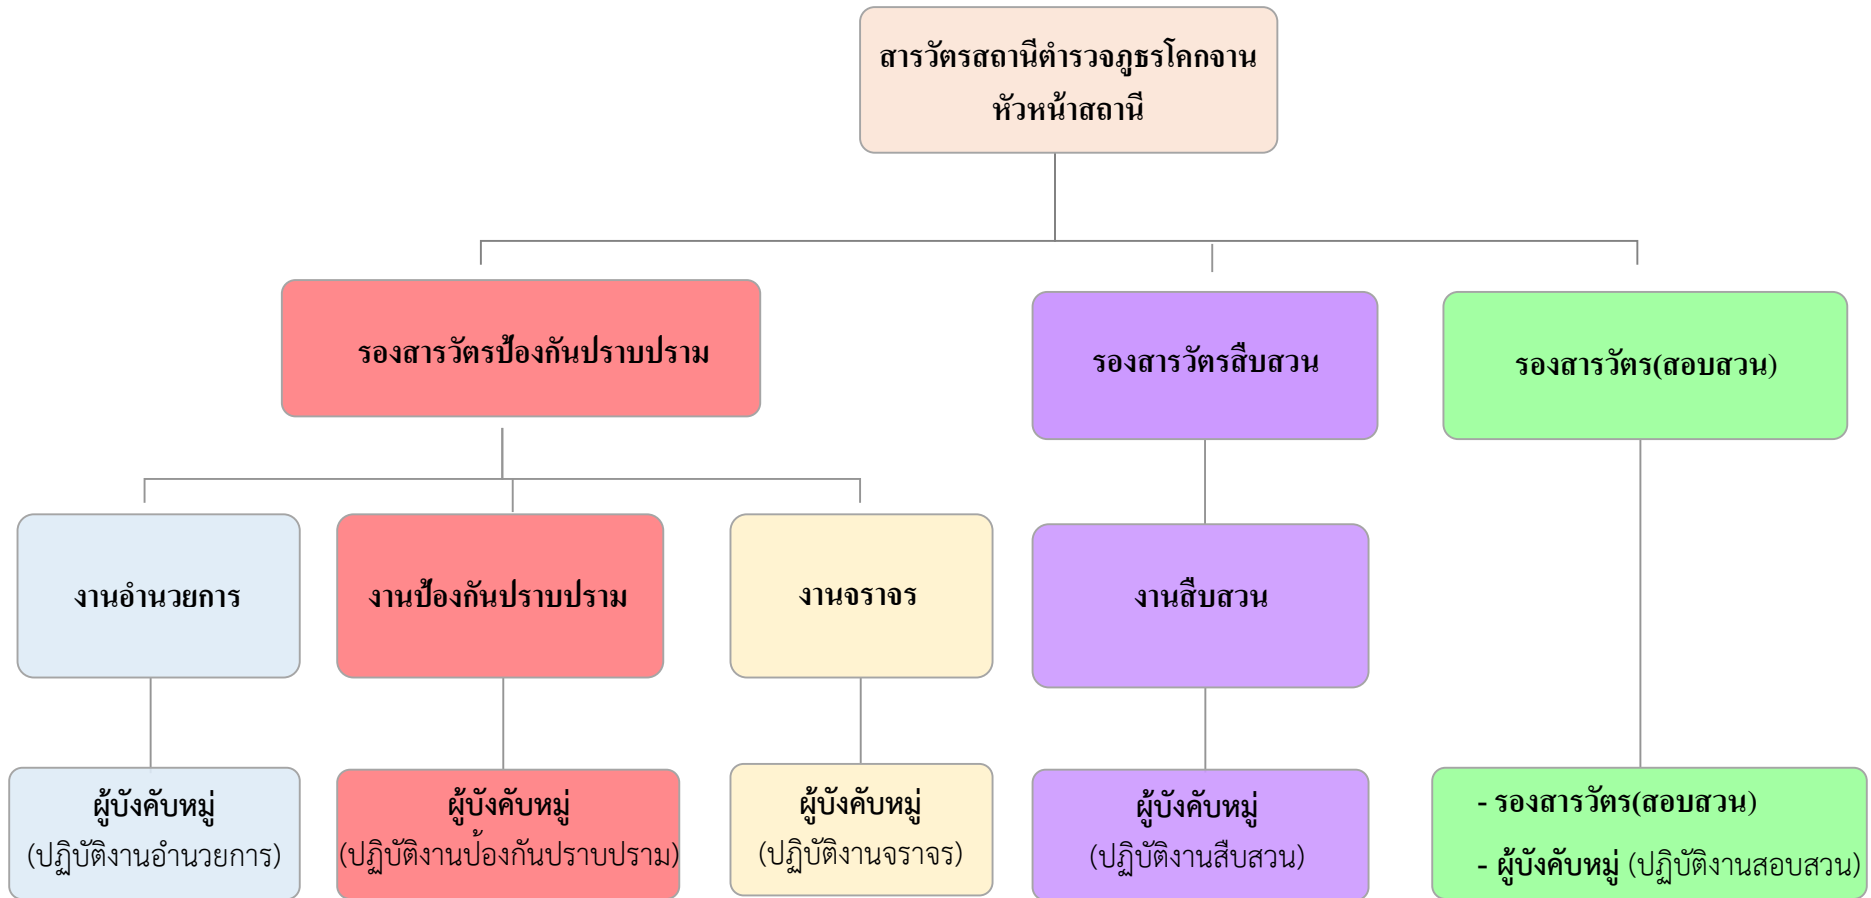 สารวัตรสถานีตำรวจภูธรโคกจาน
หัวหน้าสถานี
รองสารวัตรป้องกันปราบปราม
รองสารวัตรสืบสวน
รองสารวัตร(สอบสวน)
งานอำนวยการ
งานป้องกันปราบปราม
งานจราจร
งานสืบสวน
ผู้บังคับหมู่
(ปฏิบัติงานอำนวยการ)
ผู้บังคับหมู่
(ปฏิบัติงานป้องกันปราบปราม)
ผู้บังคับหมู่
(ปฏิบัติงานจราจร)
ผู้บังคับหมู่
(ปฏิบัติงานสืบสวน)
- รองสารวัตร(สอบสวน)
- ผู้บังคับหมู่ (ปฏิบัติงานสอบสวน)